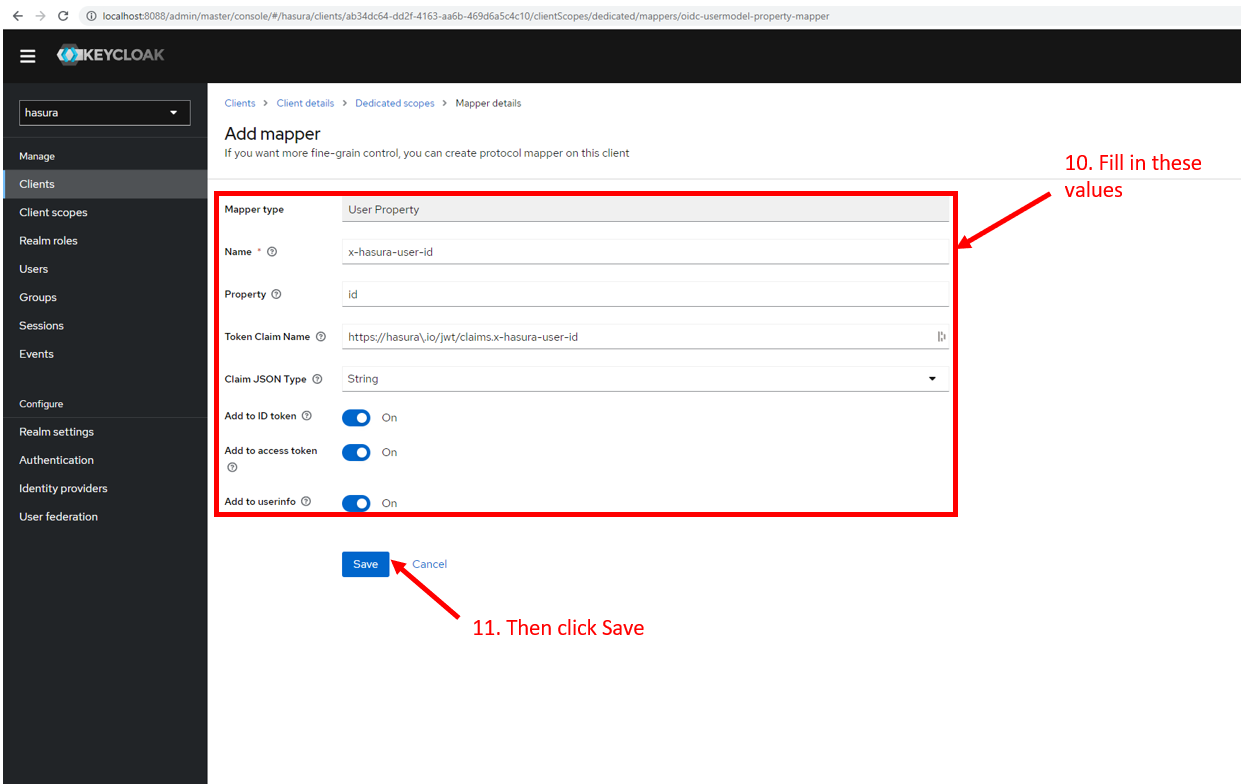 localhost:8088/admin/master/console/#/hasura/clients/ab34dc64-dd2f-4163-aa6b-469d6a5c4c10/clientScopes/dedicated/mappers/oidc-usermodel-property-mapper
KEYCLOAK
hasura
Manage
Clients
Client scopes
Realm roles
Users
Groups
Sessions
Events
Configure
Realm settings
Authentication
Identity providers
User federation
Clients > Client details > Dedicated scopes > Mapper details
Add mapper
If you want more fine-grain control, you can create protocol mapper on this client
10. Fill in these
values
Mapper type User Property
Name * x-hasura-user-id
Property id
Token Claim Name https://hasura\.io/jwt/claims.x-hasura-user-id
Claim JSON Type String
Add to ID token On
Add to access token On
Add to userinfo On
Save Cancel
11. Then click Save